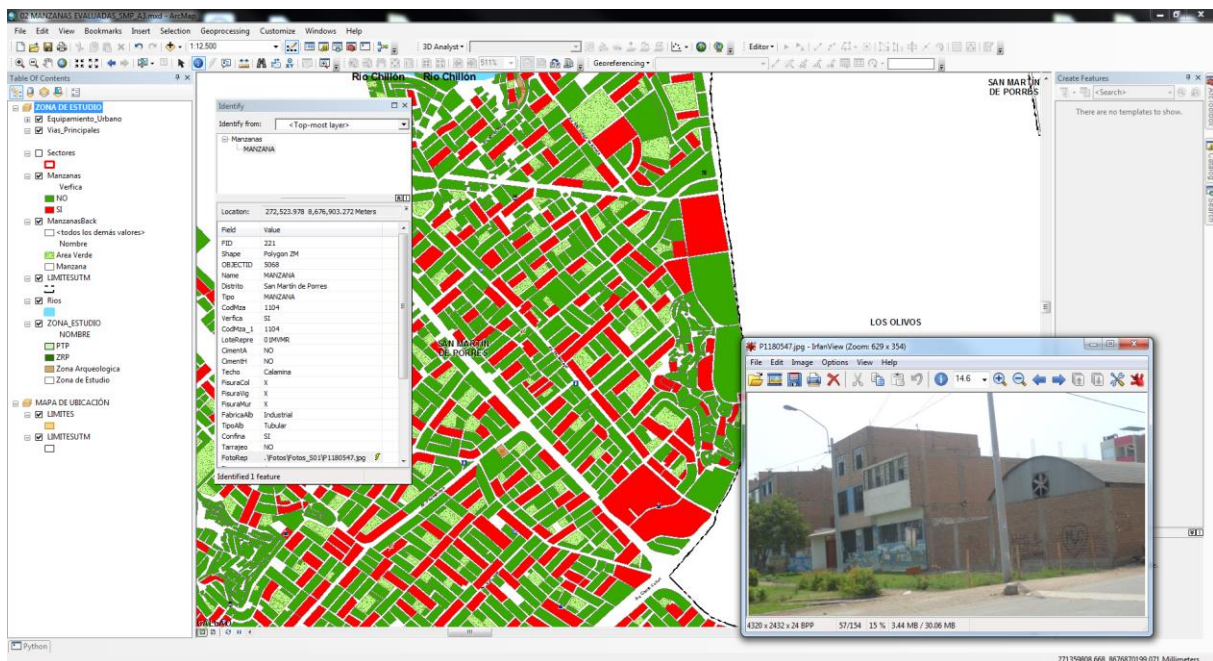 02 MANZANAS EVALUADAS_SMP_A3.mxd - ArcMap
File Edit View Bookmarks Insert Selection Geoprocessing Customize Windows Help
1:12.500
3D Analyst
Editor
511%
Georeferencing
Table Of Contents
ZONA DE ESTUDIO
Equipamiento_Urbano
Vias_Principales
Sectores
Manzanas
Verfica
NO
SI
ManzanasBack
<todos los demás valores>
Nombre
Area Verde
Manzana
LIMITESUTM
Rios
ZONA_ESTUDIO
NOMBRE
PTP
ZRP
Zona Arqueologica
Zona de Estudio
MAPA DE UBICACIÓN
LIMITES
LIMITESUTM
Identify
Identify from: <Top-most layer>
Manzanas
MANZANA
Location: 272,523.978 8,676,903.272 Meters
Field Value
FID 221
Shape Polygon ZM
OBJECTID 5068
Name MANZANA
Distrito San Martín de Porres
Tipo MANZANA
CodMza 1104
Verfica SI
CodMza_1 1104
LoteRepre 01MVMR
CimentA NO
CimentH NO
Techo Calamina
FisuraCol X
FisuraVig X
FisuraMur X
FabricaAlb Industrial
TipoAlb Tubular
Confina SI
Tarrajeo NO
FotoRep .\Fotos\Fotos_S01\P1180547.jpg
Identified 1 feature
Rio Chillón Rio Chillón
SAN MARTIN
DE PORRES
LOS OLIVOS
SAN MARTIN
DE PORRES
CALLAO
Create Features
<Search>
There are no templates to show.
ArcToolbox
Catalog
Search
P1180547.jpg - IrfanView (Zoom: 629 x 354)
File Edit Image Options View Help
14.6
4320 x 2432 x 24 BPP 57/154 15 % 3.44 MB / 30.06 MB
Python
271359808.668 8676870199.071 Millimeters